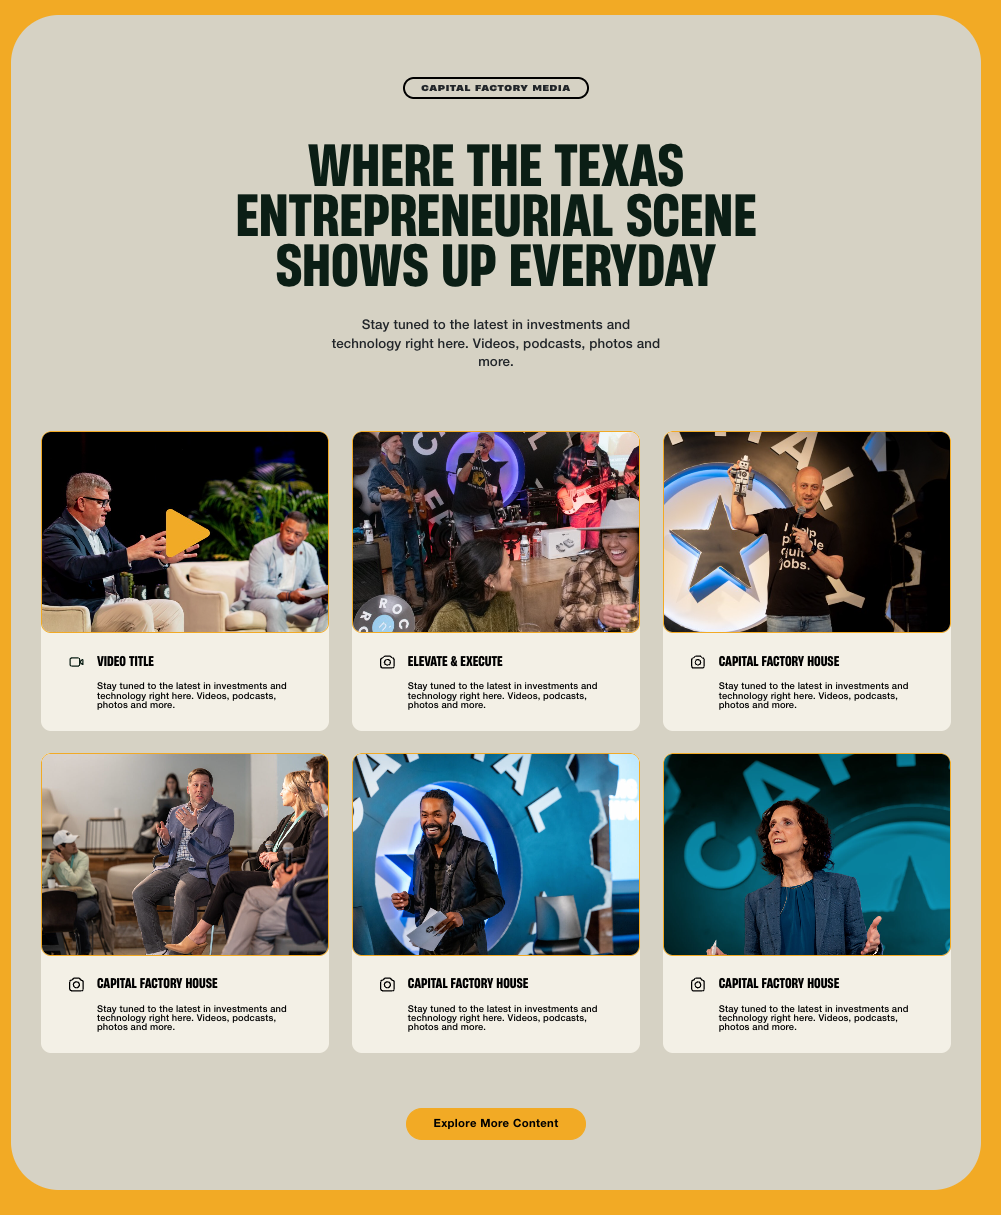 CAPITAL FACTORY MEDIA
WHERE THE TEXAS
ENTREPRENEURIAL SCENE
SHOWS UP EVERYDAY
Stay tuned to the latest in investments and
technology right here. Videos, podcasts, photos and
more.
VIDEO TITLE
Stay tuned to the latest in investments and
technology right here. Videos, podcasts,
photos and more.
ELEVATE & EXECUTE
Stay tuned to the latest in investments and
technology right here. Videos, podcasts,
photos and more.
I help
people
quit
jobs.
CAPITAL FACTORY HOUSE
Stay tuned to the latest in investments and
technology right here. Videos, podcasts,
photos and more.
CAPITAL FACTORY HOUSE
Stay tuned to the latest in investments and
technology right here. Videos, podcasts,
photos and more.
CAPITAL
CAPITAL FACTORY HOUSE
Stay tuned to the latest in investments and
technology right here. Videos, podcasts,
photos and more.
CAPITAL FACTORY HOUSE
Stay tuned to the latest in investments and
technology right here. Videos, podcasts,
photos and more.
Explore More Content